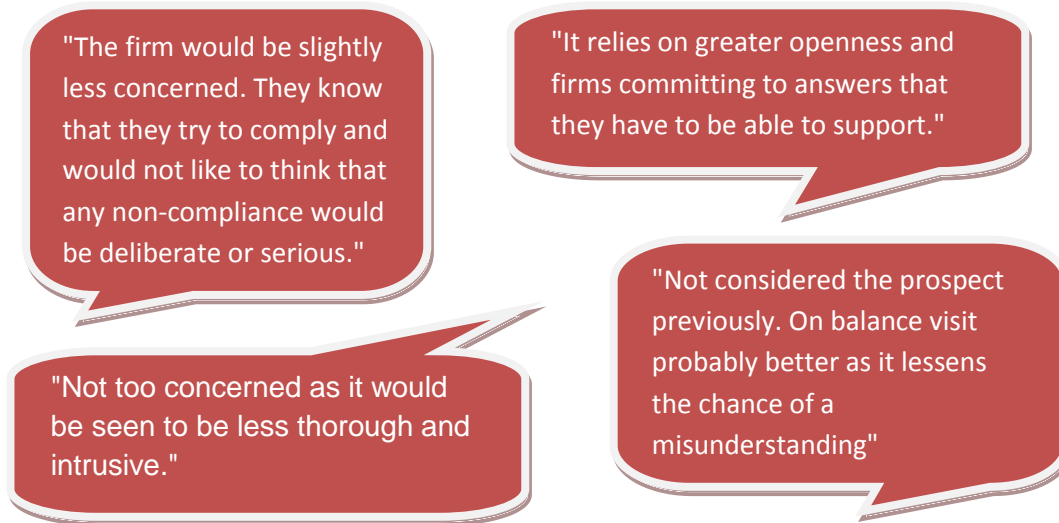 "The firm would be slightly
less concerned. They know
that they try to comply and
would not like to think that
any non-compliance would
be deliberate or serious."
"It relies on greater openness and
firms committing to answers that
they have to be able to support."
"Not too concerned as it would
be seen to be less thorough and
intrusive."
"Not considered the prospect
previously. On balance visit
probably better as it lessens
the chance of a
misunderstanding"